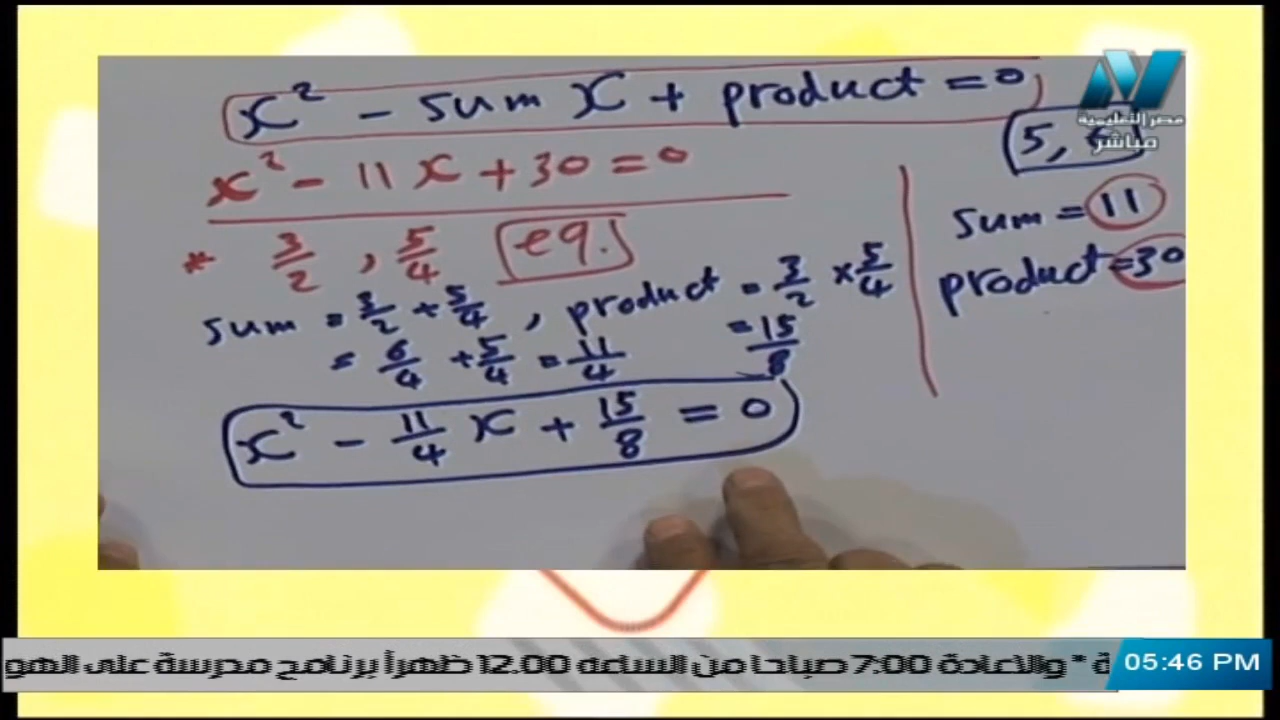 x² - sum x + product = 0
x² - 11x + 30 = 0
* 3/2 , 5/4 eq.
sum = 3/2 + 5/4 , product = 3/2 × 5/4
= 6/4 + 5/4 = 11/4
= 15/8
x² - 11/4 x + 15/8 = 0
5,
sum = 11
product = 30
مصر التعليمية
مباشر
ة * والاعادة 7:00 صباحا من الساعه 12.00 ظهراً برنامج مدرسة على الهو
05:46 PM